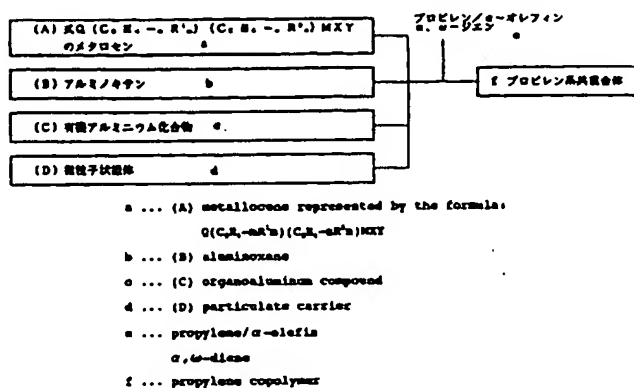 (A) 式Q (C₅ H₄ -ₘ R¹ₘ) (C₅ H₄ -ₙ R²ₙ) MXY
のメタロセン a
(B) アルミノキサン b
(C) 有機アルミニウム化合物 c.
(D) 微粒子状担体 d
プロピレン/α-オレフィン
α, ω-ジエン
e
f プロピレン系共重合体
a ... (A) metallocene represented by the formula:
Q(C₅H₄-mR¹m)(C₅H₄-nR²n)MXY
b ... (B) aluminoxane
c ... (C) organoaluminum compound
d ... (D) particulate carrier
e ... propylene/α-olefin
α,ω-diene
f ... propylene copolymer